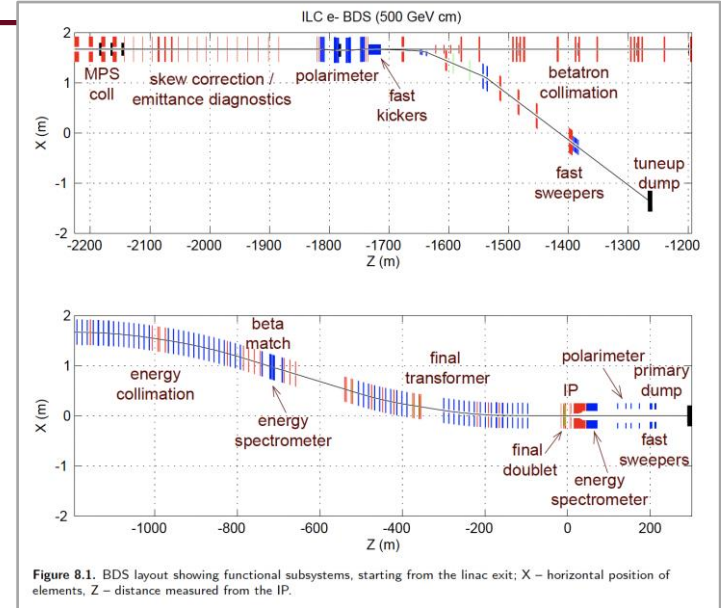 ILC e- BDS (500 GeV cm)
2
1
0
-1
-2
X (m)
MPS
coll
skew correction /
emittance diagnostics
polarimeter
fast
kickers
betatron
collimation
fast
sweepers
tuneup
dump
-2200 -2100 -2000 -1900 -1800 -1700 -1600 -1500 -1400 -1300 -1200
Z (m)
2
1
0
-1
-2
X (m)
energy
collimation
beta
match
energy
spectrometer
final
transformer
IP
final
doublet
polarimeter
primary
dump
energy
spectrometer
fast
sweepers
-1000 -800 -600 -400 -200 0 200
Z (m)
Figure 8.1. BDS layout showing functional subsystems, starting from the linac exit; X – horizontal position of
elements, Z – distance measured from the IP.